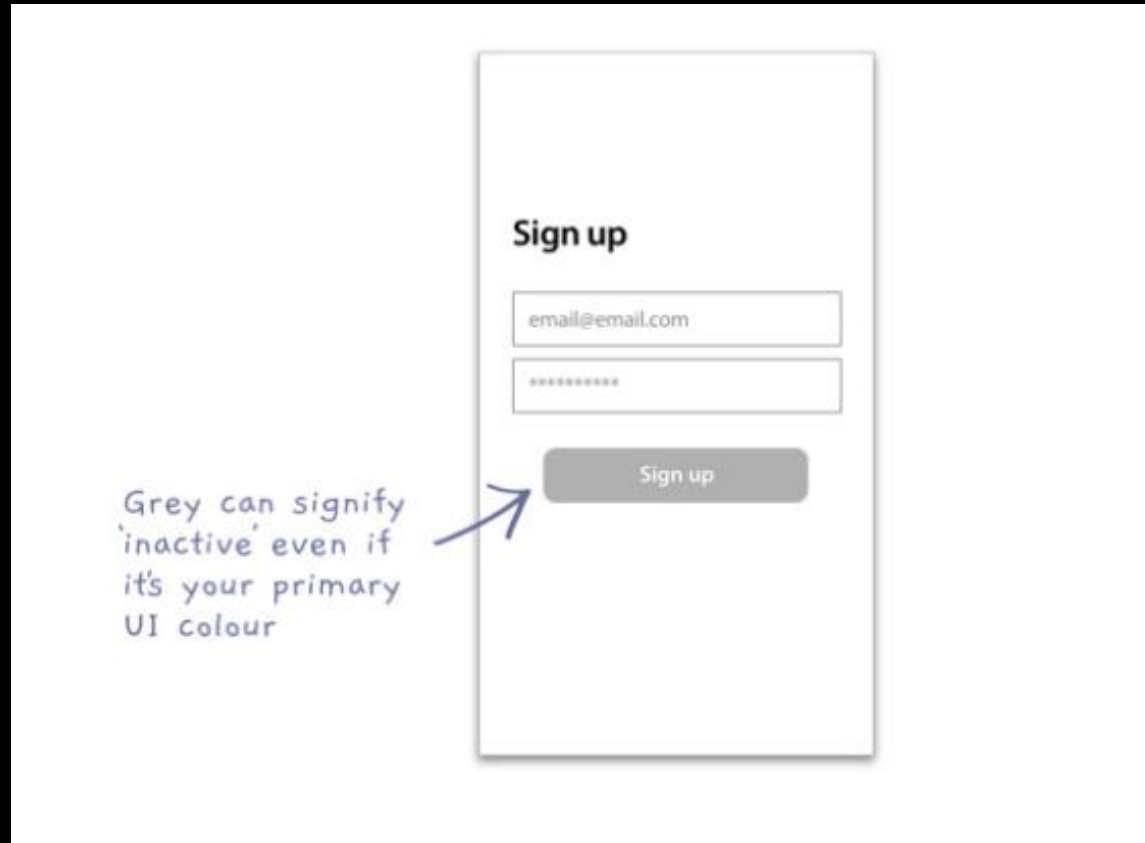 Sign up
email@email.com
**********
Sign up
Grey can signify
'inactive' even if
it's your primary
UI colour